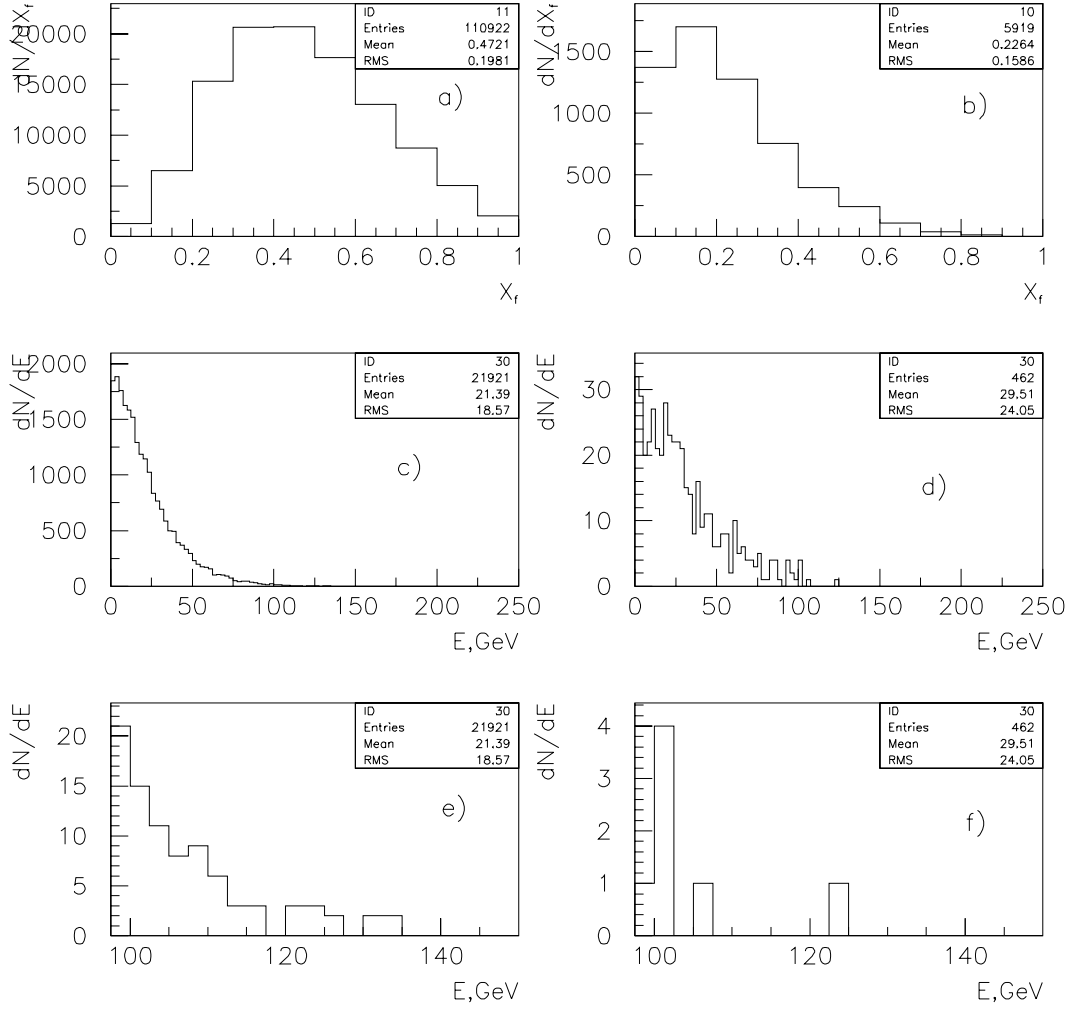 dN/dX_f
20000
15000
10000
5000
0
0 0.2 0.4 0.6 0.8 1
X_f
ID 11
Entries 110922
Mean 0.4721
RMS 0.1981
a)
dN/dX_f
1500
1000
500
0
0 0.2 0.4 0.6 0.8 1
X_f
ID 10
Entries 5919
Mean 0.2264
RMS 0.1586
b)
dN/dE
2000
1500
1000
500
0
0 50 100 150 200 250
E,GeV
ID 30
Entries 21921
Mean 21.39
RMS 18.57
c)
dN/dE
30
20
10
0
0 50 100 150 200 250
E,GeV
ID 30
Entries 462
Mean 29.51
RMS 24.05
d)
dN/dE
20
15
10
5
0
100 120 140
E,GeV
ID 30
Entries 21921
Mean 21.39
RMS 18.57
e)
dN/dE
4
3
2
1
0
100 120 140
E,GeV
ID 30
Entries 462
Mean 29.51
RMS 24.05
f)